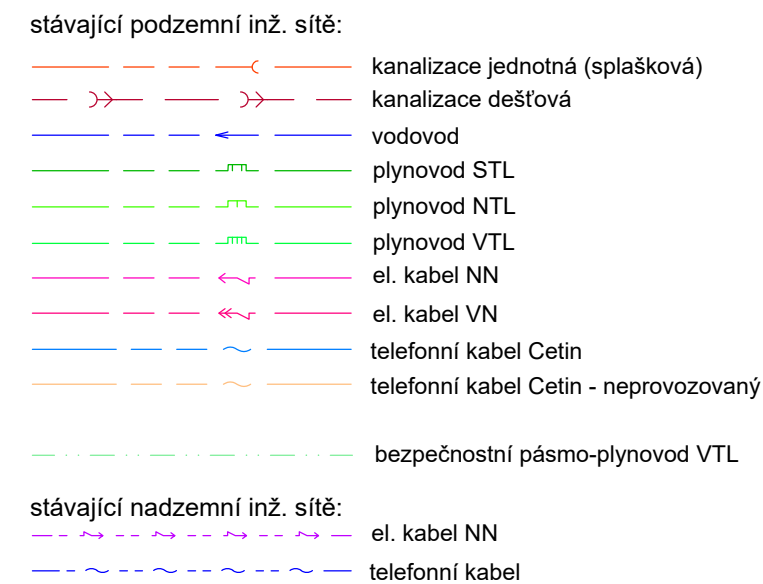 stávající podzemní inž. sítě:
kanalizace jednotná (splašková)
kanalizace dešťová
vodovod
plynovod STL
plynovod NTL
plynovod VTL
el. kabel NN
el. kabel VN
telefonní kabel Cetin
telefonní kabel Cetin - neprovozovaný
bezpečnostní pásmo-plynovod VTL
stávající nadzemní inž. sítě:
el. kabel NN
telefonní kabel